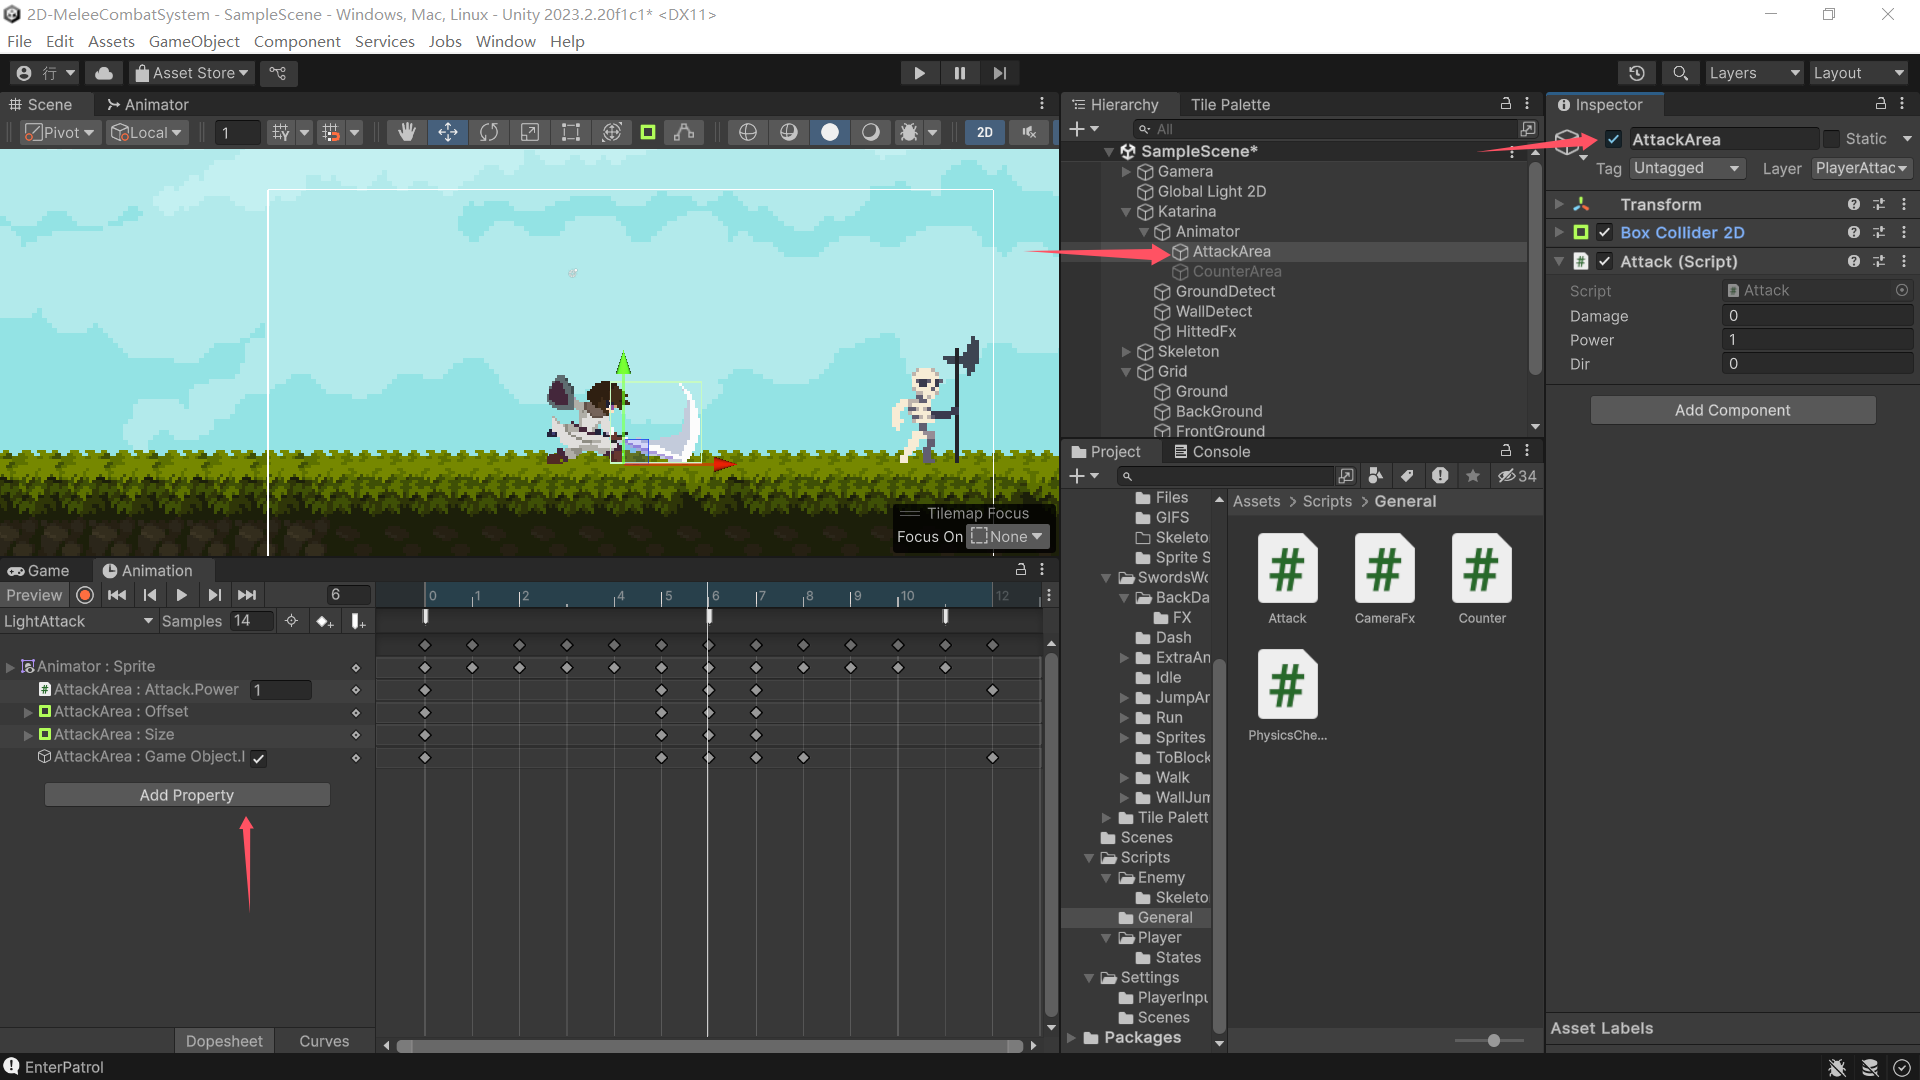 2D-MeleeCombatSystem - SampleScene - Windows, Mac, Linux - Unity 2023.2.20f1c1* <DX11>
File Edit Assets GameObject Component Services Jobs Window Help
行 Asset Store Layers Layout
Scene Animator
Pivot Local 1 2D
Tilemap Focus
Focus On None
Hierarchy Tile Palette
All
SampleScene*
Gamera
Global Light 2D
Katarina
Animator
AttackArea
CounterArea
GroundDetect
WallDetect
HittedFx
Skeleton
Grid
Ground
BackGround
FrontGround
Inspector
AttackArea Static
Tag Untagged Layer PlayerAttac
Transform
Box Collider 2D
Attack (Script)
Script Attack
Damage 0
Power 1
Dir 0
Add Component
Game Animation
Preview 6
0 1 2 4 5 6 7 8 9 10 12
LightAttack Samples 14
Animator : Sprite
AttackArea : Attack.Power 1
AttackArea : Offset
AttackArea : Size
AttackArea : Game Object.I
Add Property
Dopesheet Curves
Project Console
34
Files
GIFS
Skeleto
Sprite S
SwordsWo
BackDa
FX
Dash
ExtraAn
Idle
JumpAn
Run
Sprites
ToBlock
Walk
WallJum
Tile Palett
Scenes
Scripts
Enemy
Skeleto
General
Player
States
Settings
PlayerInpu
Scenes
Packages
Assets > Scripts > General
Attack CameraFx Counter
PhysicsChe...
Asset Labels
EnterPatrol